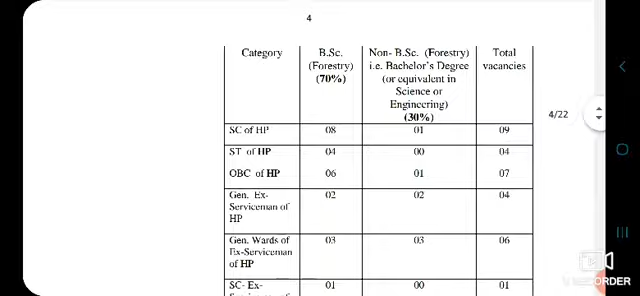 4
Category B.Sc. Non- B.Sc. (Forestry) Total
(Forestry) i.e. Bachelor's Degree vacancies
(70%) (or equivalent in
Science or
Engineering)
(30%)
SC of HP 08 01 09
ST of HP 04 00 04
OBC of HP 06 01 07
Gen. Ex- 02 02 04
Serviceman of
HP
Gen. Wards of 03 03 06
Ex-Serviceman
of HP
SC- Ex- 01 00 01
4/22
RECORDER